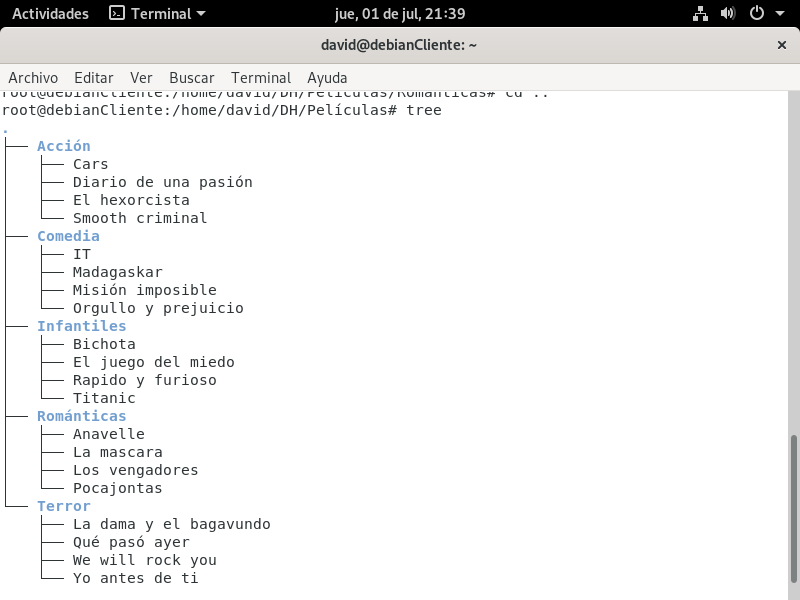 Actividades Terminal jue, 01 de jul, 21:39
david@debianCliente: ~ ×
Archivo Editar Ver Buscar Terminal Ayuda
root@debianCliente:/home/david/DH/Películas/Románticas# cd ..
root@debianCliente:/home/david/DH/Películas# tree
.
├── Acción
│   ├── Cars
│   ├── Diario de una pasión
│   ├── El hexorcista
│   └── Smooth criminal
├── Comedia
│   ├── IT
│   ├── Madagaskar
│   ├── Misión imposible
│   └── Orgullo y prejuicio
├── Infantiles
│   ├── Bichota
│   ├── El juego del miedo
│   ├── Rapido y furioso
│   └── Titanic
├── Románticas
│   ├── Anavelle
│   ├── La mascara
│   ├── Los vengadores
│   └── Pocajontas
└── Terror
    ├── La dama y el bagavundo
    ├── Qué pasó ayer
    ├── We will rock you
    └── Yo antes de ti